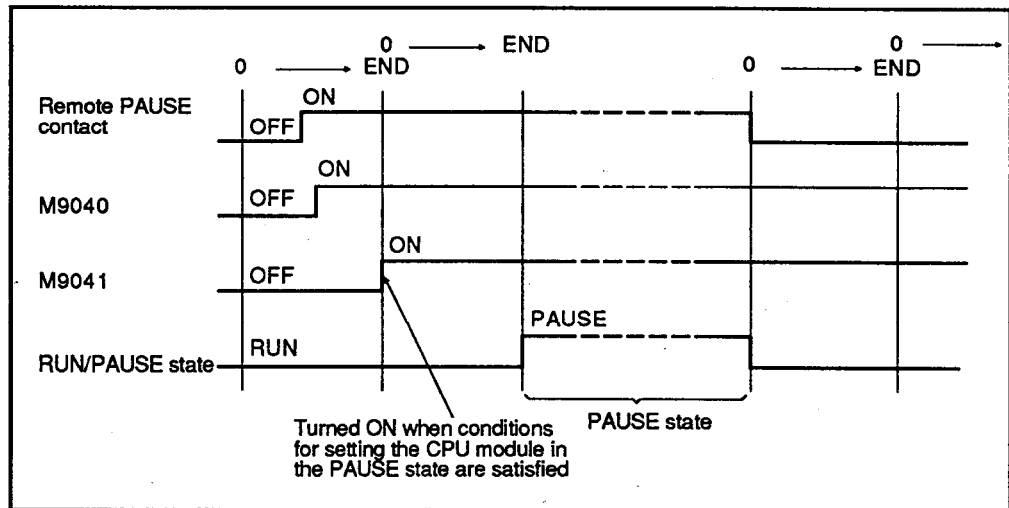 0 END 0
0 END 0 END
Remote PAUSE ON
contact OFF
ON
M9040 OFF
ON
M9041 OFF
PAUSE
RUN/PAUSE state RUN
PAUSE state
Turned ON when conditions
for setting the CPU module in
the PAUSE state are satisfied